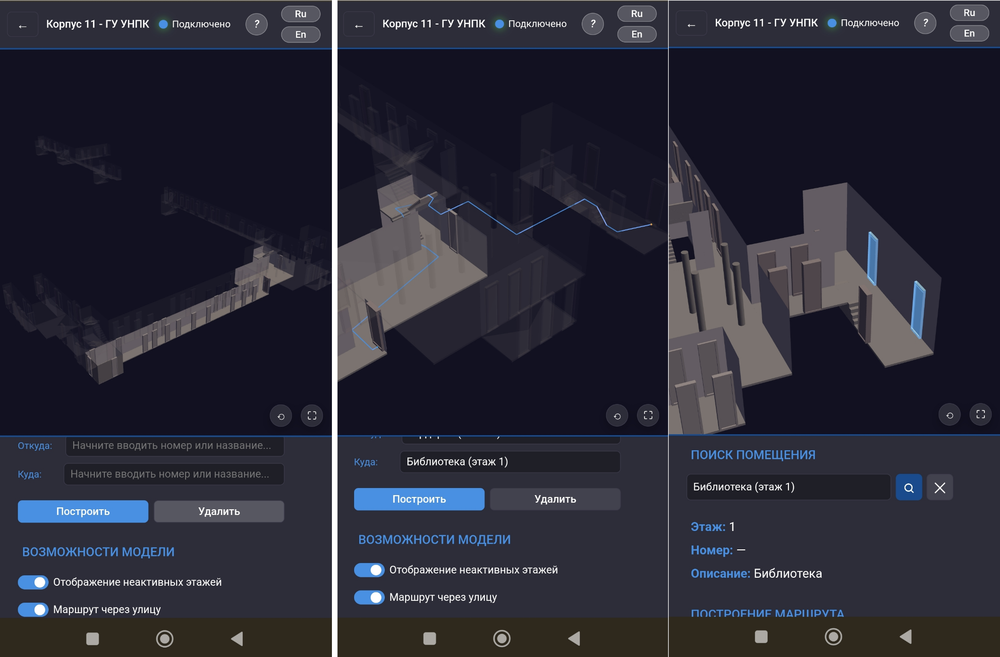 ←
Корпус 11 - ГУ УНПК
Подключено
?
Ru
En
Откуда:
Начните вводить номер или название...
Куда:
Начните вводить номер или название...
Построить
Удалить
ВОЗМОЖНОСТИ МОДЕЛИ
Отображение неактивных этажей
Маршрут через улицу
←
Корпус 11 - ГУ УНПК
Подключено
?
Ru
En
Куда:
Библиотека (этаж 1)
Построить
Удалить
ВОЗМОЖНОСТИ МОДЕЛИ
Отображение неактивных этажей
Маршрут через улицу
←
Корпус 11 - ГУ УНПК
Подключено
?
Ru
En
ПОИСК ПОМЕЩЕНИЯ
Библиотека (этаж 1)
Этаж: 1
Номер: —
Описание: Библиотека
ПОСТРОЕНИЕ МАРШРУТА